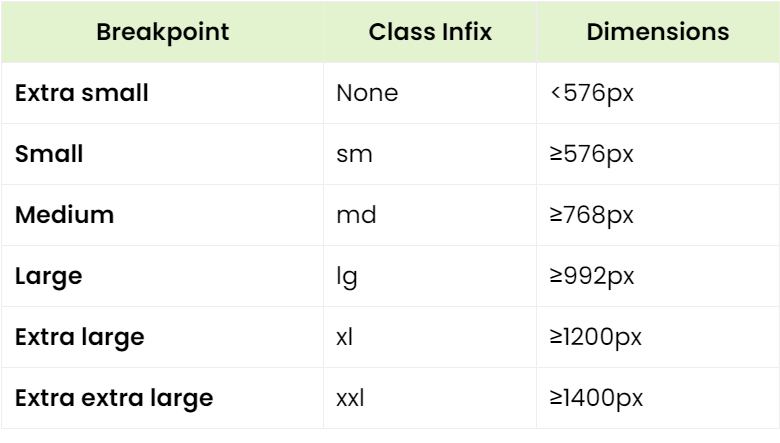 Breakpoint Class Infix Dimensions
Extra small None <576px
Small sm ≥576px
Medium md ≥768px
Large lg ≥992px
Extra large xl ≥1200px
Extra extra large xxl ≥1400px